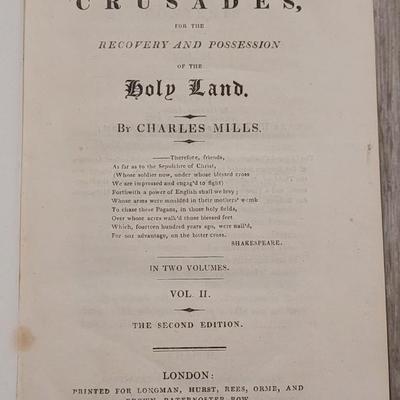 CRUSADES,
FOR THE
RECOVERY AND POSSESSION
OF THE
Holy Land.
By CHARLES MILLS.
——Therefore, friends,
As far as to the Sepulchre of Christ,
(Whose soldier now, under whose blessed cross
We are impressed and engag'd to fight)
Forthwith a power of English shall we levy;
Whose arms were moulded in their mothers' womb
To chase these Pagans, in those holy fields,
Over whose acres walk'd those blessed feet
Which, fourteen hundred years ago, were nail'd,
For our advantage, on the bitter cross.
SHAKESPEARE.
IN TWO VOLUMES.
VOL. II.
THE SECOND EDITION.
LONDON:
PRINTED FOR LONGMAN, HURST, REES, ORME, AND
BROWN, PATERNOSTER-ROW.